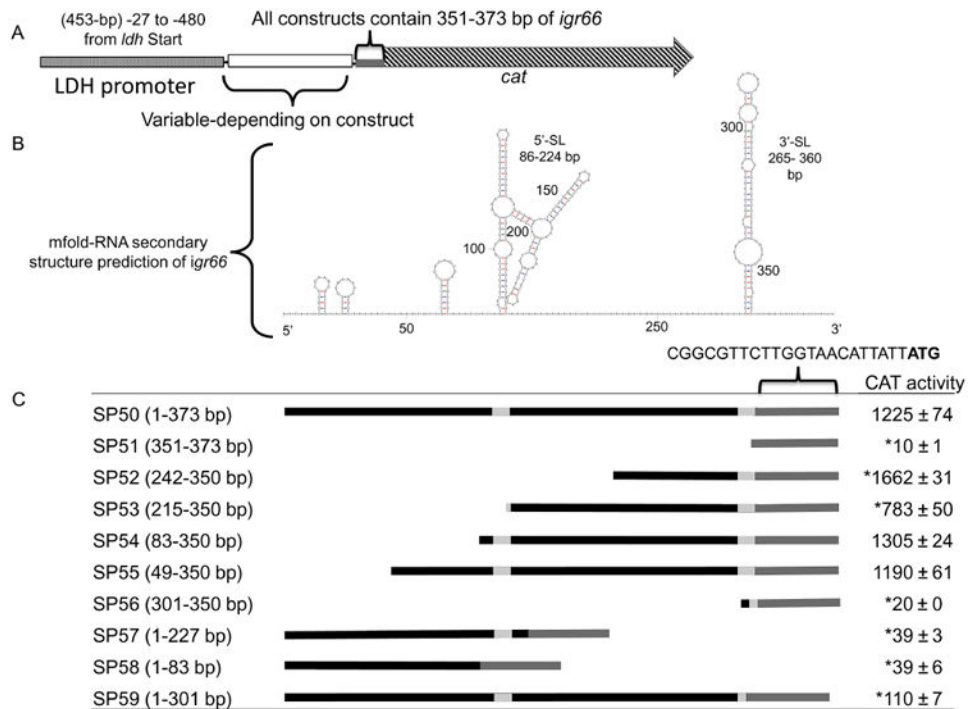 A
(453-bp) -27 to -480
from ldh Start
All constructs contain 351-373 bp of igr66
LDH promoter
cat
Variable-depending on construct
B
mfold-RNA secondary
structure prediction of igr66
5'-SL
86-224 bp
150
200
100
300
3'-SL
265- 360
bp
350
5'
50
250
3'
CGGCGTTCTTGGTAACATTATTATG
C
CAT activity
SP50 (1-373 bp) 1225 ± 74
SP51 (351-373 bp) *10 ± 1
SP52 (242-350 bp) *1662 ± 31
SP53 (215-350 bp) *783 ± 50
SP54 (83-350 bp) 1305 ± 24
SP55 (49-350 bp) 1190 ± 61
SP56 (301-350 bp) *20 ± 0
SP57 (1-227 bp) *39 ± 3
SP58 (1-83 bp) *39 ± 6
SP59 (1-301 bp) *110 ± 7